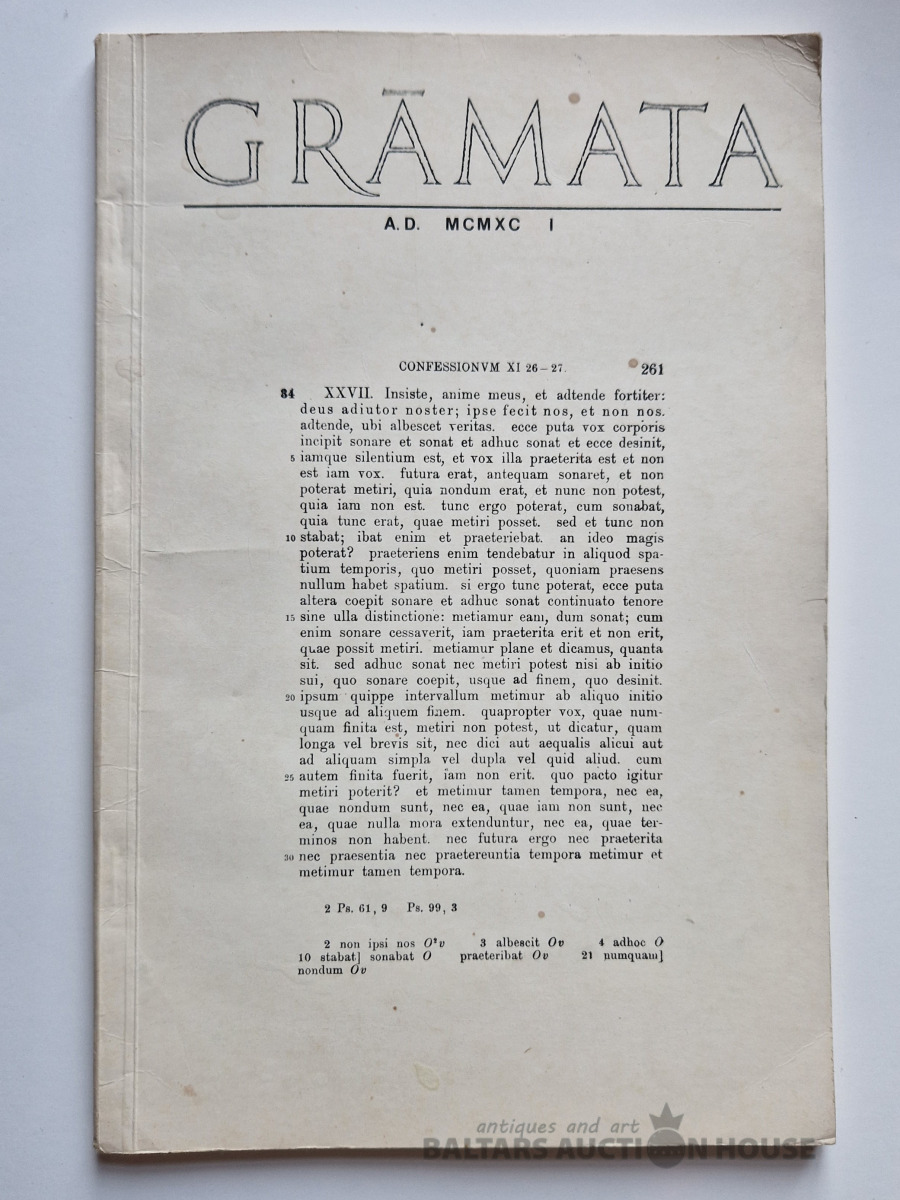 GRĀMATA
A.D. MCMXC I
CONFESSIONVM XI 26–27. 261
34 XXVII. Insiste, anime meus, et adtende fortiter:
deus adiutor noster; ipse fecit nos, et non nos.
adtende, ubi albescet veritas. ecce puta vox corporis
incipit sonare et sonat et adhuc sonat et ecce desinit,
5 iamque silentium est, et vox illa praeterita est et non
est iam vox. futura erat, antequam sonaret, et non
poterat metiri, quia nondum erat, et nunc non potest,
quia iam non est. tunc ergo poterat, cum sonabat,
quia tunc erat, quae metiri posset. sed et tunc non
10 stabat; ibat enim et praeteriebat. an ideo magis
poterat? praeteriens enim tendebatur in aliquod spa-
tium temporis, quo metiri posset, quoniam praesens
nullum habet spatium. si ergo tunc poterat, ecce puta
altera coepit sonare et adhuc sonat continuato tenore
15 sine ulla distinctione: metiamur eam, dum sonat; cum
enim sonare cessaverit, iam praeterita erit et non erit,
quae possit metiri. metiamur plane et dicamus, quanta
sit. sed adhuc sonat nec metiri potest nisi ab initio
sui, quo sonare coepit, usque ad finem, quo desinit.
20 ipsum quippe intervallum metimur ab aliquo initio
usque ad aliquem finem. quapropter vox, quae num-
quam finita est, metiri non potest, ut dicatur, quam
longa vel brevis sit, nec dici aut aequalis alicui aut
ad aliquam simpla vel dupla vel quid aliud. cum
25 autem finita fuerit, iam non erit. quo pacto igitur
metiri poterit? et metimur tamen tempora, nec ea,
quae nondum sunt, nec ea, quae iam non sunt, nec
ea, quae nulla mora extenduntur, nec ea, quae ter-
minos non habent. nec futura ergo nec praeterita
30 nec praesentia nec praetereuntia tempora metimur et
metimur tamen tempora.
2 Ps. 61, 9 Ps. 99, 3
2 non ipsi nos O²v 3 albescit Ov 4 adhoc O
10 stabat] sonabat O praeteribat Ov 21 numquam]
nondum Ov
antiques and art
BALTARS AUCTION HOUSE